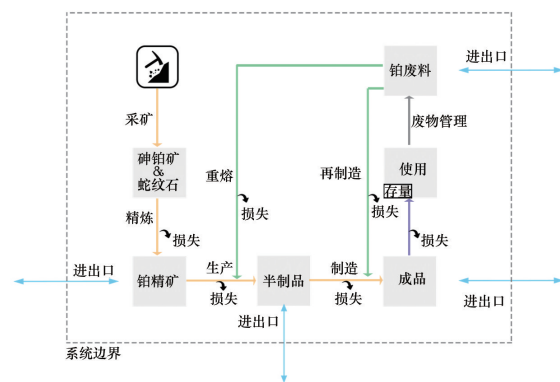 进出口
铂废料
采矿
废物管理
砷铂矿
&
蛇纹石
重熔
再制造
使用
存量
损失
损失
精炼
损失
损失
进出口
铂精矿
生产
损失
半制品
制造
损失
成品
进出口
进出口
系统边界